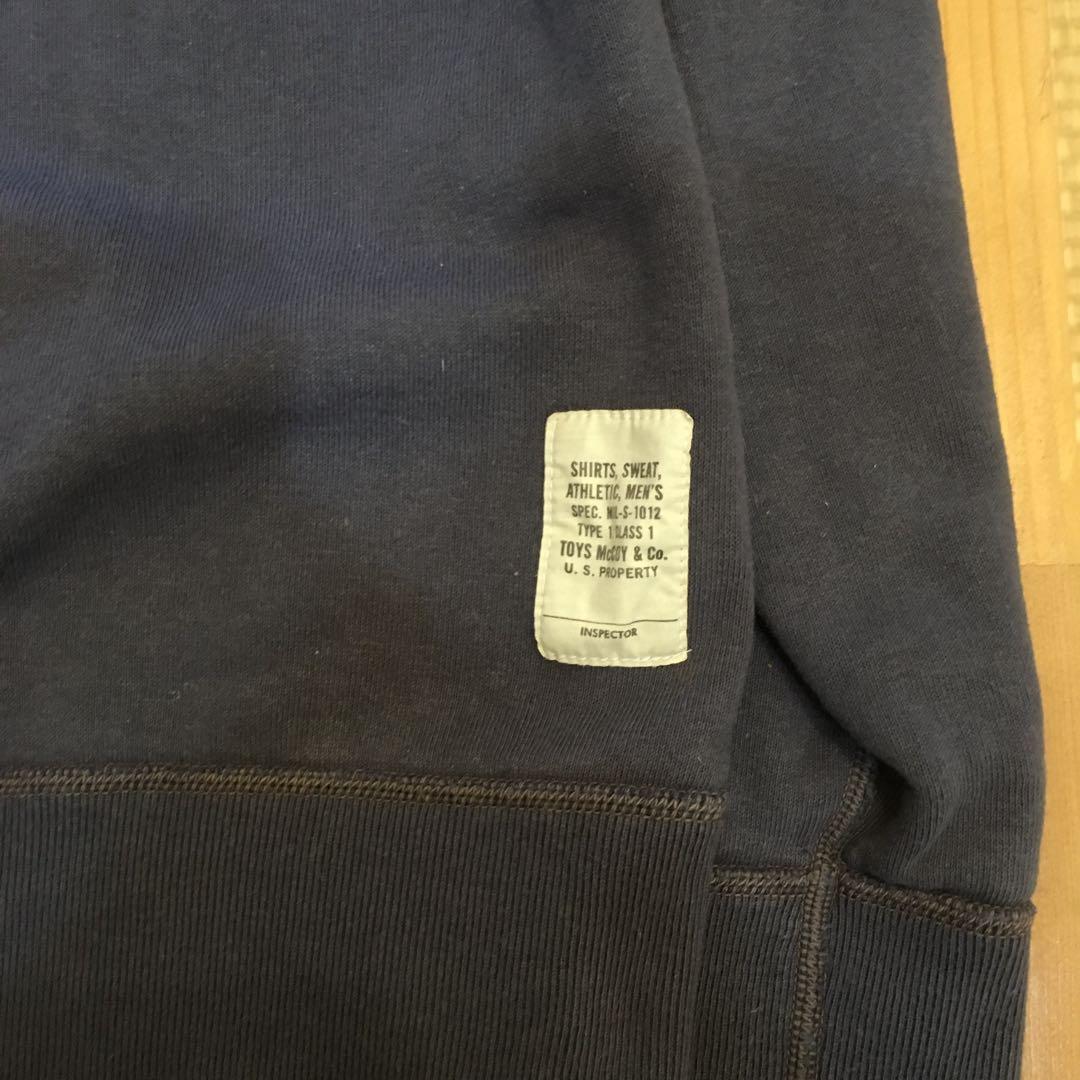 SHIRTS, SWEAT,
ATHLETIC, MEN'S
SPEC. MIL-S-1012
TYPE 1 CLASS 1
TOYS McCOY & Co.
U. S. PROPERTY
INSPECTOR